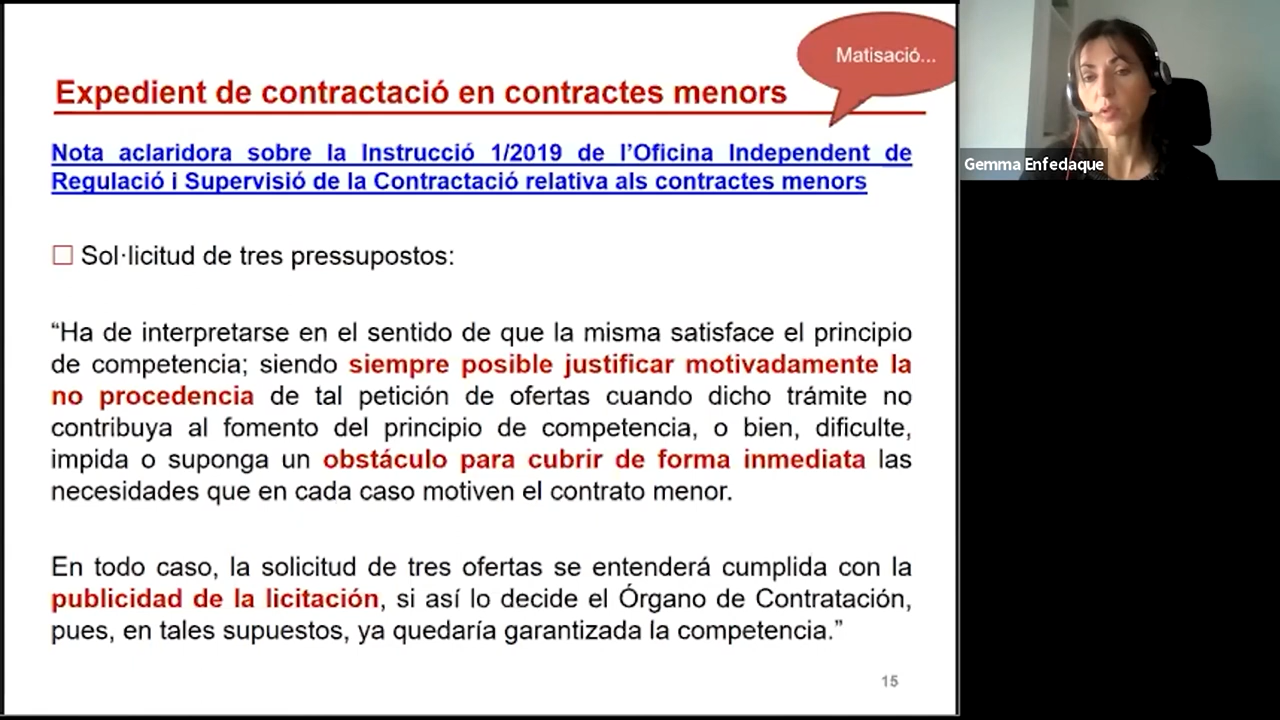 Matisació...
Expedient de contractació en contractes menors
Nota aclaridora sobre la Instrucció 1/2019 de l’Oficina Independent de
Regulació i Supervisió de la Contractació relativa als contractes menors
Gemma Enfedaque
☐ Sol·licitud de tres pressupostos:
“Ha de interpretarse en el sentido de que la misma satisface el principio
de competencia; siendo siempre posible justificar motivadamente la
no procedencia de tal petición de ofertas cuando dicho trámite no
contribuya al fomento del principio de competencia, o bien, dificulte,
impida o suponga un obstáculo para cubrir de forma inmediata las
necesidades que en cada caso motiven el contrato menor.
En todo caso, la solicitud de tres ofertas se entenderá cumplida con la
publicidad de la licitación, si así lo decide el Órgano de Contratación,
pues, en tales supuestos, ya quedaría garantizada la competencia.”
15